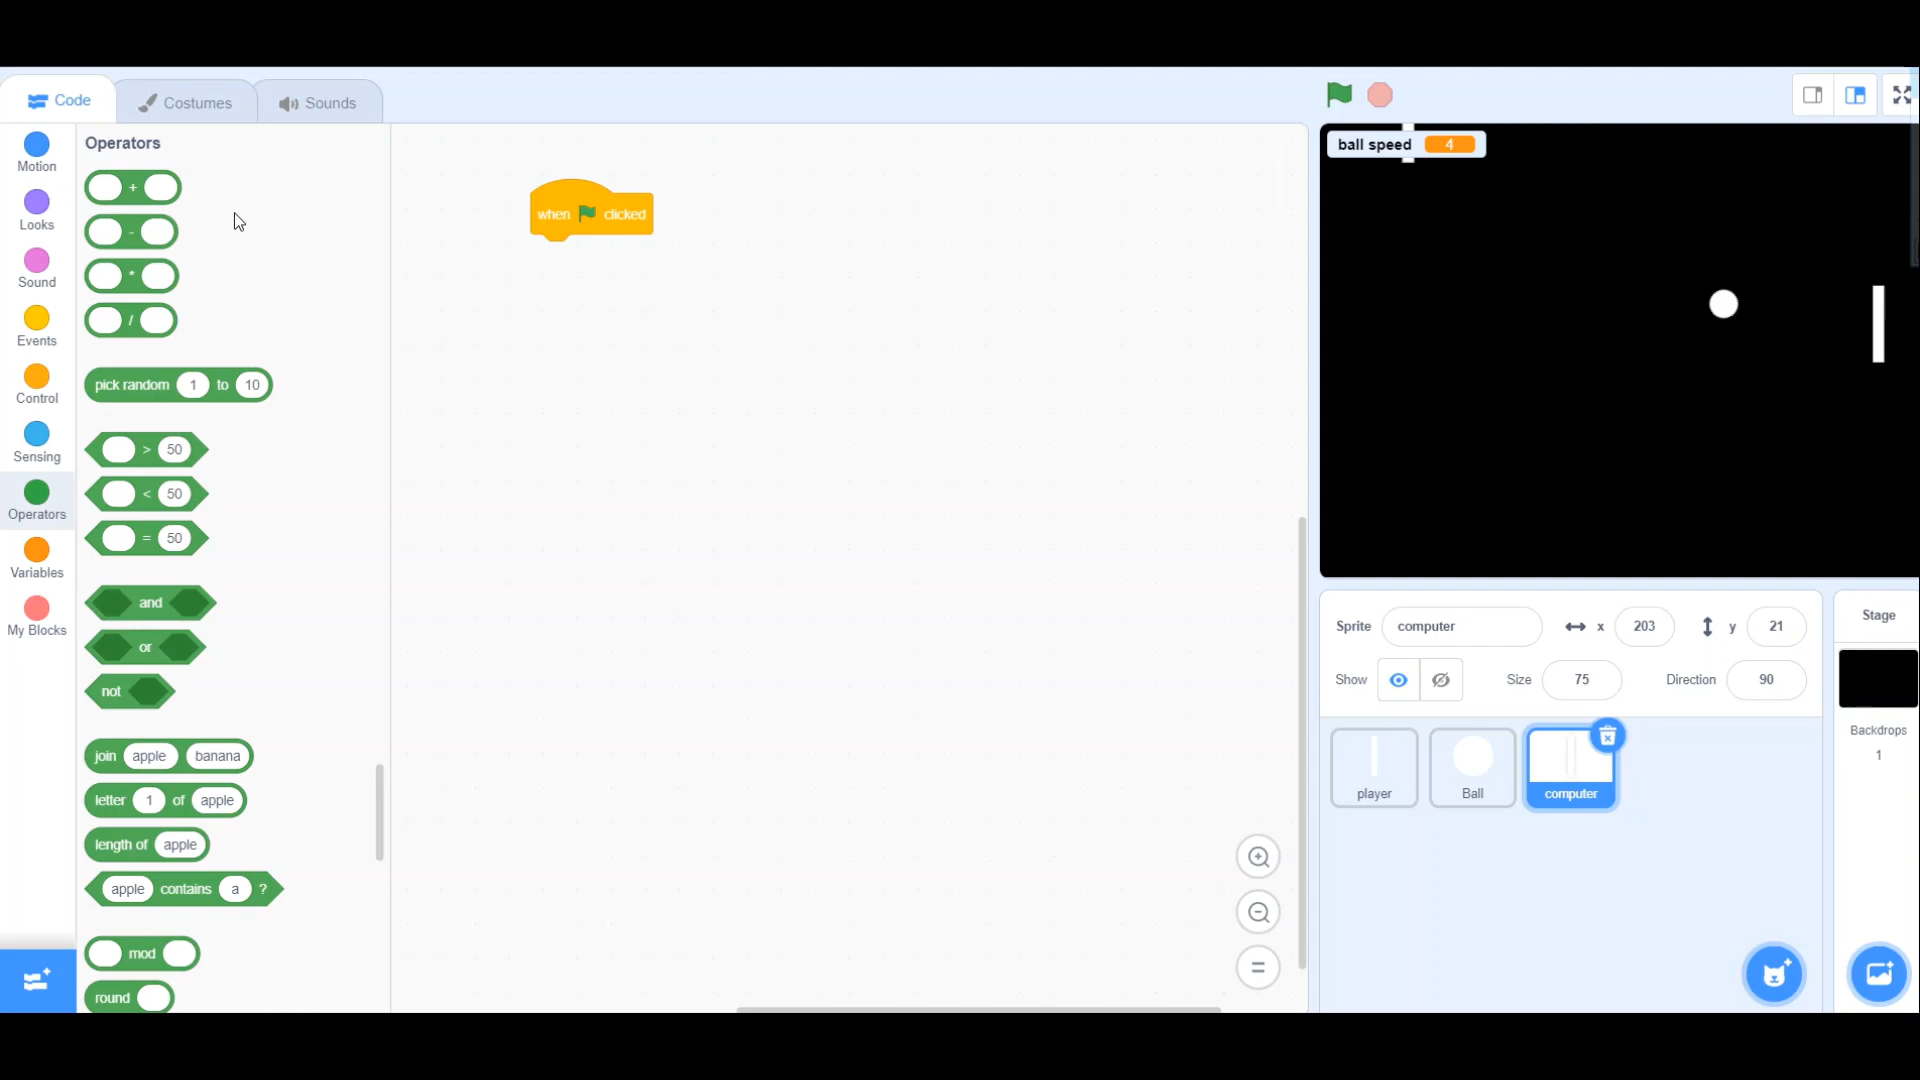 Code
Costumes
Sounds
Motion
Looks
Sound
Events
Control
Sensing
Operators
Variables
My Blocks
Operators
+
-
*
/
pick random 1 to 10
> 50
< 50
= 50
and
or
not
join apple banana
letter 1 of apple
length of apple
apple contains a ?
mod
round
when clicked
ball speed 4
Sprite computer x 203 y 21
Show Size 75 Direction 90
player
Ball
computer
Stage
Backdrops
1